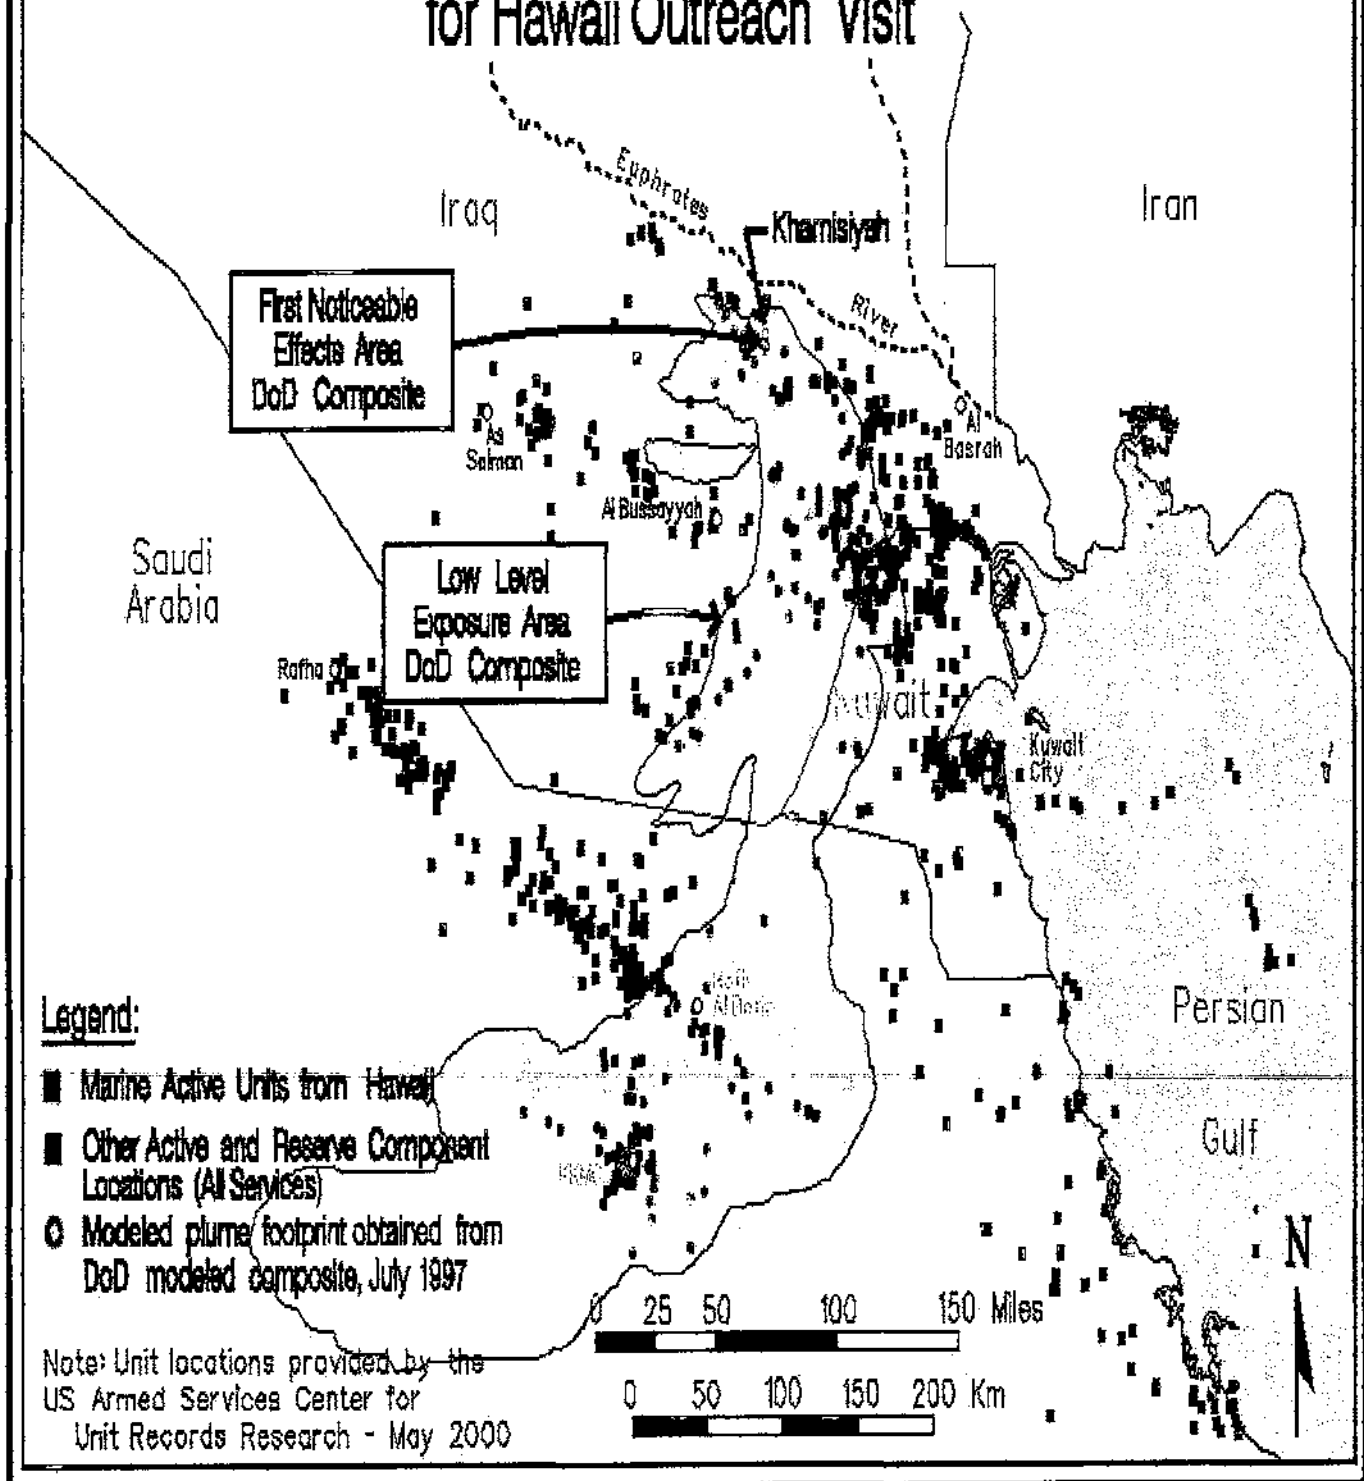 for Hawaii Outreach Visit
Euphrates
Iraq
Iran
Khamisiyah
First Noticeable
Effects Area
DoD Composite
River
As
Salman
Al
Basrah
Al Bussayyah
Saudi
Arabia
Low Level
Exposure Area
DoD Composite
Rafha
Kuwait
Kuwait
City
Persian
Gulf
Legend:
Marine Active Units from Hawaii
Other Active and Reserve Component
Locations (All Services)
Modeled plume footprint obtained from
DoD modeled composite, July 1997
N
0 25 50 100 150 Miles
0 50 100 150 200 Km
Note: Unit locations provided by the
US Armed Services Center for
Unit Records Research - May 2000